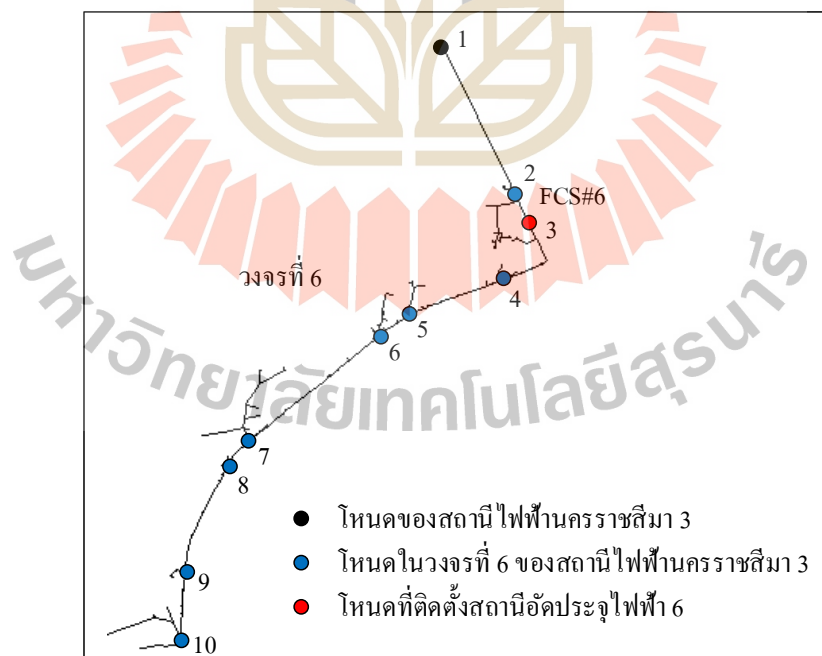 1
2
FCS#6
3
วงจรที่ 6
4
5
6
7
8
9
10
โหนดของสถานีไฟฟ้านครราชสีมา 3
โหนดในวงจรที่ 6 ของสถานีไฟฟ้านครราชสีมา 3
โหนดที่ติดตั้งสถานีอัดประจุไฟฟ้า 6
มหาวิทยาลัยเทคโนโลยีสุรนารี